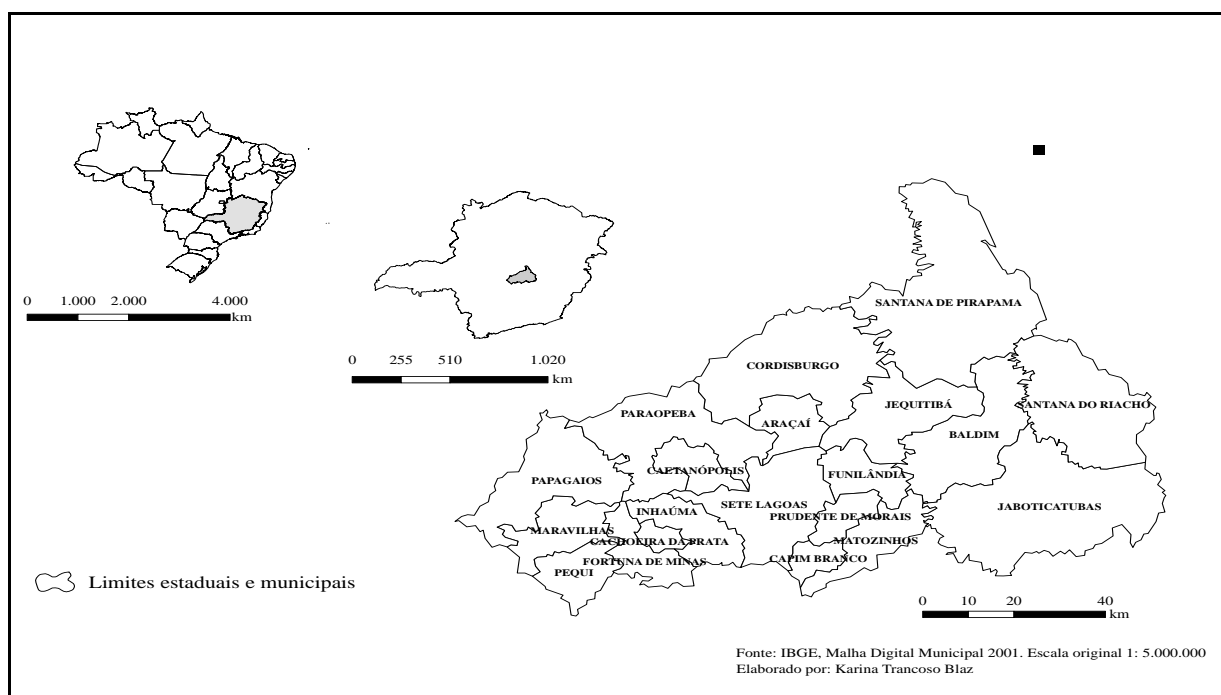 0 1.000 2.000 4.000
km
0 255 510 1.020
km
SANTANA DE PIRAPAMA
CORDISBURGO
PARAOPEBA
ARAÇAÍ
JEQUITIBÁ
SANTANA DO RIACHO
BALDIM
CAETANÓPOLIS
FUNILÂNDIA
PAPAGAIOS
SETE LAGOAS
JABOTICATUBAS
INHAÚMA
PRUDENTE DE MORAIS
MARAVILHAS
CACHOEIRA DA PRATA
MATOZINHOS
FORTUNA DE MINAS
CAPIM BRANCO
PEQUI
Limites estaduais e municipais
0 10 20 40
km
Fonte: IBGE, Malha Digital Municipal 2001. Escala original 1: 5.000.000
Elaborado por: Karina Trancoso Blaz